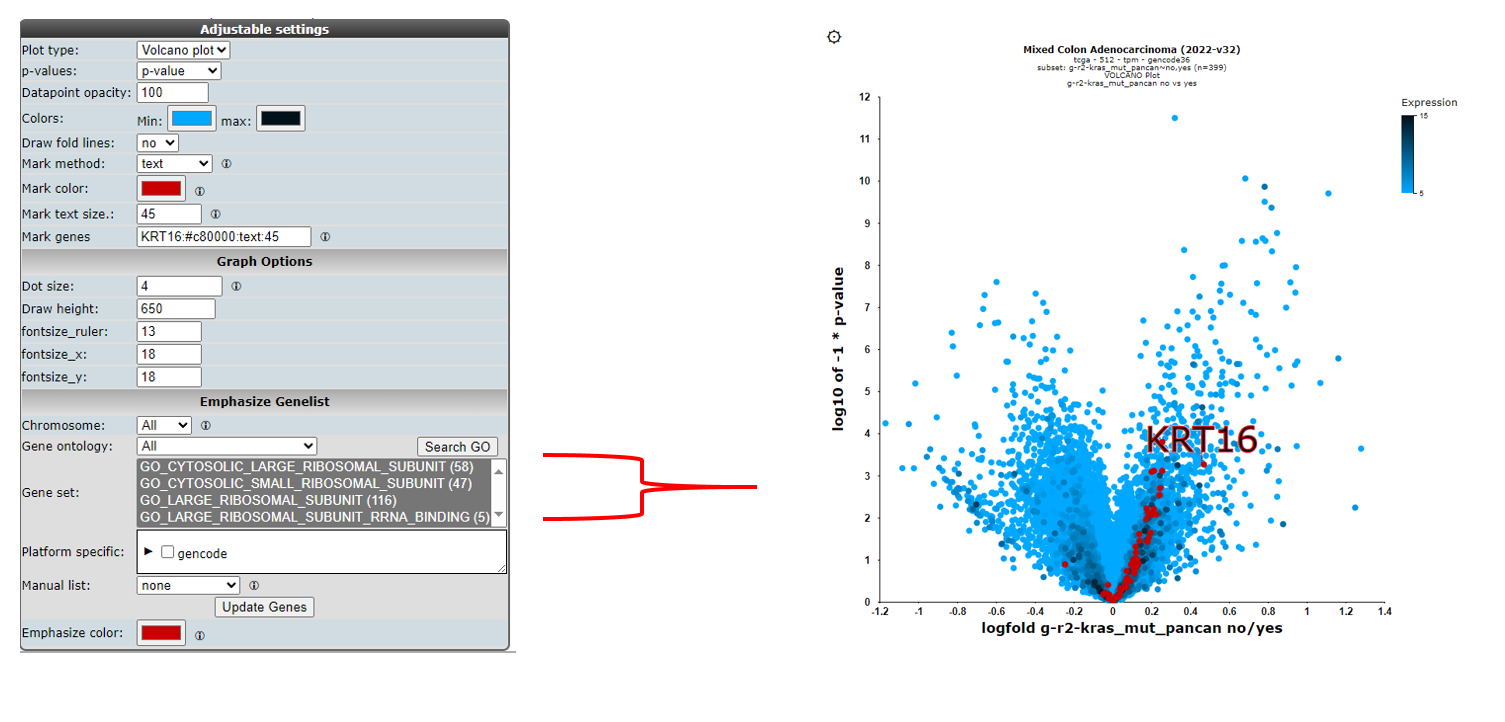 Adjustable settings
Plot type: Volcano plot
p-values: p-value
Datapoint opacity: 100
Colors: Min: max:
Draw fold lines: no
Mark method: text
Mark color:
Mark text size.: 45
Mark genes KRT16:#c80000:text:45
Graph Options
Dot size: 4
Draw height: 650
fontsize_ruler: 13
fontsize_x: 18
fontsize_y: 18
Emphasize Genelist
Chromosome: All
Gene ontology: All Search GO
Gene set:
GO_CYTOSOLIC_LARGE_RIBOSOMAL_SUBUNIT (58)
GO_CYTOSOLIC_SMALL_RIBOSOMAL_SUBUNIT (47)
GO_LARGE_RIBOSOMAL_SUBUNIT (116)
GO_LARGE_RIBOSOMAL_SUBUNIT_RRNA_BINDING (5)
Platform specific: gencode
Manual list: none
Update Genes
Emphasize color:
Mixed Colon Adenocarcinoma (2022-v32)
tcga - 512 - tpm - gencode36
subset: g-r2-kras_mut_pancan~no,yes (n=399)
VOLCANO Plot
g-r2-kras_mut_pancan no vs yes
Expression
15
5
log10 of -1 * p-value
12
11
10
9
8
7
6
5
4
3
2
1
0
KRT16
-1.2 -1 -0.8 -0.6 -0.4 -0.2 0 0.2 0.4 0.6 0.8 1 1.2 1.4
logfold g-r2-kras_mut_pancan no/yes